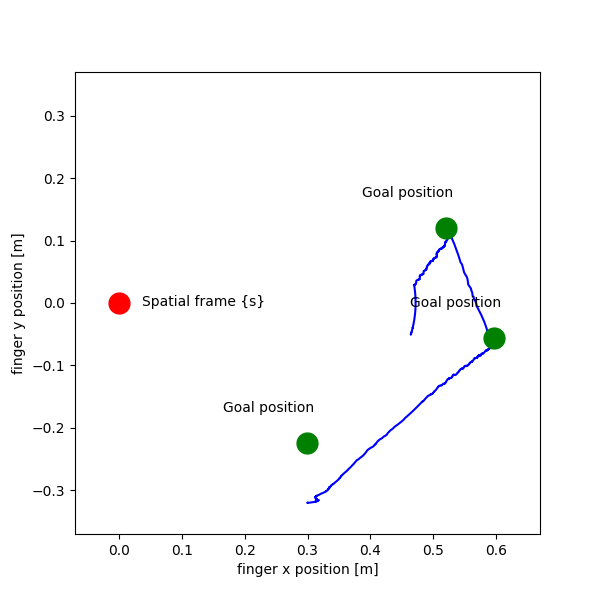 0.3
0.2
Goal position
0.1
0.0
Spatial frame {s}
Goal position
−0.1
Goal position
−0.2
−0.3
0.0 0.1 0.2 0.3 0.4 0.5 0.6
finger x position [m]
finger y position [m]